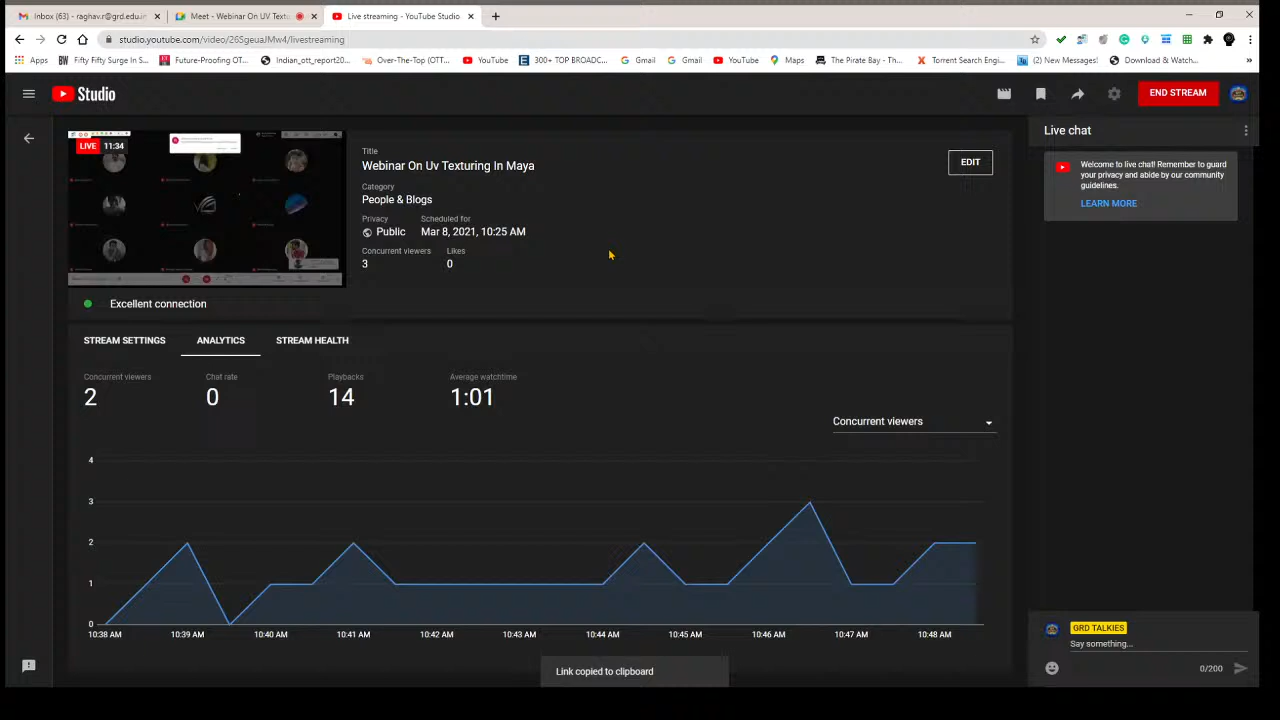 Inbox (63) - raghav.r@grd.edu.in
Meet - Webinar On UV Textu
Live streaming - YouTube Studio
studio.youtube.com/video/26SgeuaJMw4/livestreaming
Apps
Fifty Fifty Surge In S...
Future-Proofing OT...
Indian_ott_report20...
Over-The-Top (OTT...
YouTube
300+ TOP BROADC...
Gmail
Gmail
YouTube
Maps
The Pirate Bay - Th...
Torrent Search Engi...
(2) New Messages!
Download & Watch...
»
Studio
END STREAM
LIVE 11:34
Title
Webinar On Uv Texturing In Maya
EDIT
Category
People & Blogs
Privacy Scheduled for
Public Mar 8, 2021, 10:25 AM
Concurrent viewers Likes
3 0
Excellent connection
STREAM SETTINGS ANALYTICS STREAM HEALTH
Concurrent viewers Chat rate Playbacks Average watchtime
2 0 14 1:01
Concurrent viewers
4
3
2
1
0
10:38 AM 10:39 AM 10:40 AM 10:41 AM 10:42 AM 10:43 AM 10:44 AM 10:45 AM 10:46 AM 10:47 AM 10:48 AM
Link copied to clipboard
Live chat
Welcome to live chat! Remember to guard
your privacy and abide by our community
guidelines.
LEARN MORE
GRD TALKIES
Say something...
0/200